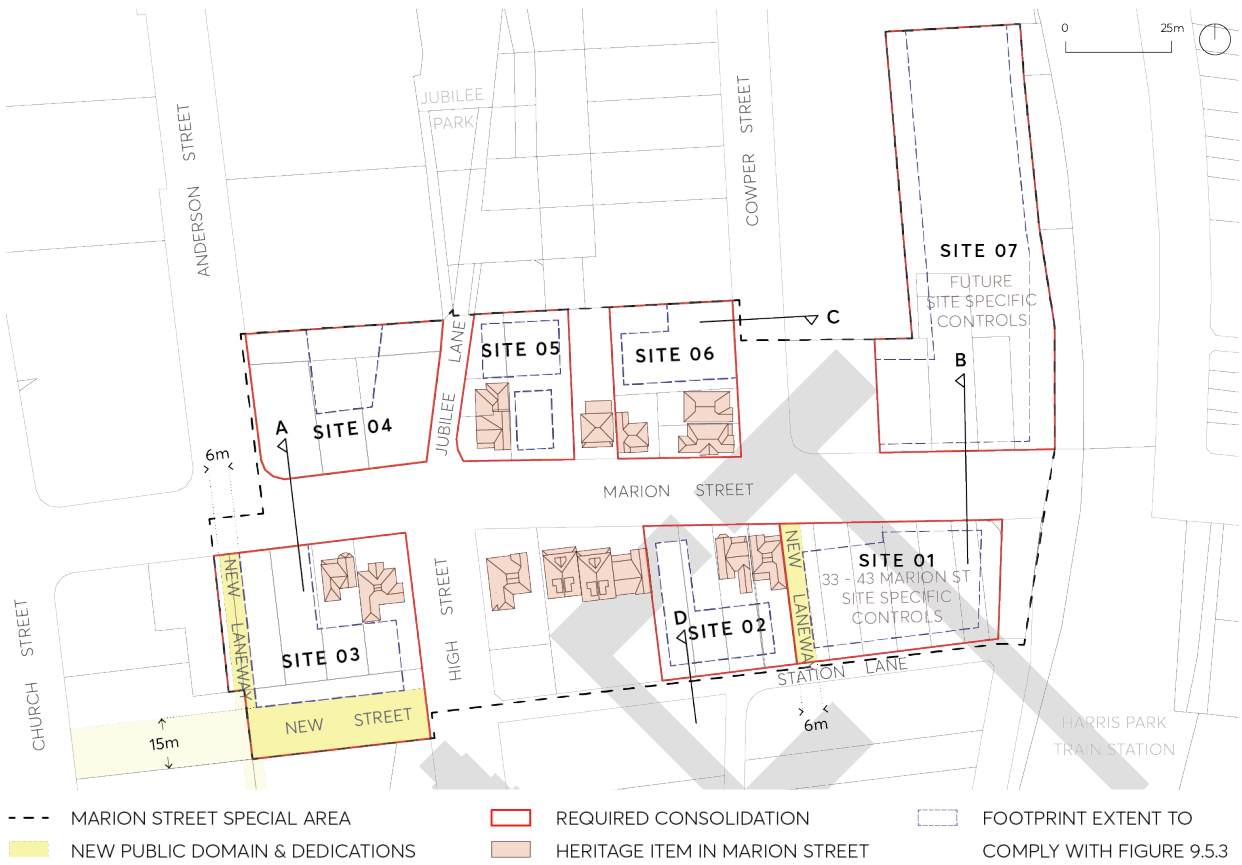 0 25m
JUBILEE
PARK
ANDERSON STREET
COWPER STREET
SITE 07
FUTURE
SITE SPECIFIC
CONTROLS
C
JUBILEE LANE
SITE 05
SITE 06
B
SITE 04
A
6m
MARION STREET
NEW LANEWAY
SITE 03
NEW STREET
15m
CHURCH STREET
HIGH STREET
D
SITE 02
NEW LANEWAY
SITE 01
33 - 43 MARION ST
SITE SPECIFIC
CONTROLS
STATION LANE
6m
HARRIS PARK
TRAIN STATION
MARION STREET SPECIAL AREA
NEW PUBLIC DOMAIN & DEDICATIONS
REQUIRED CONSOLIDATION
HERITAGE ITEM IN MARION STREET
FOOTPRINT EXTENT TO
COMPLY WITH FIGURE 9.5.3